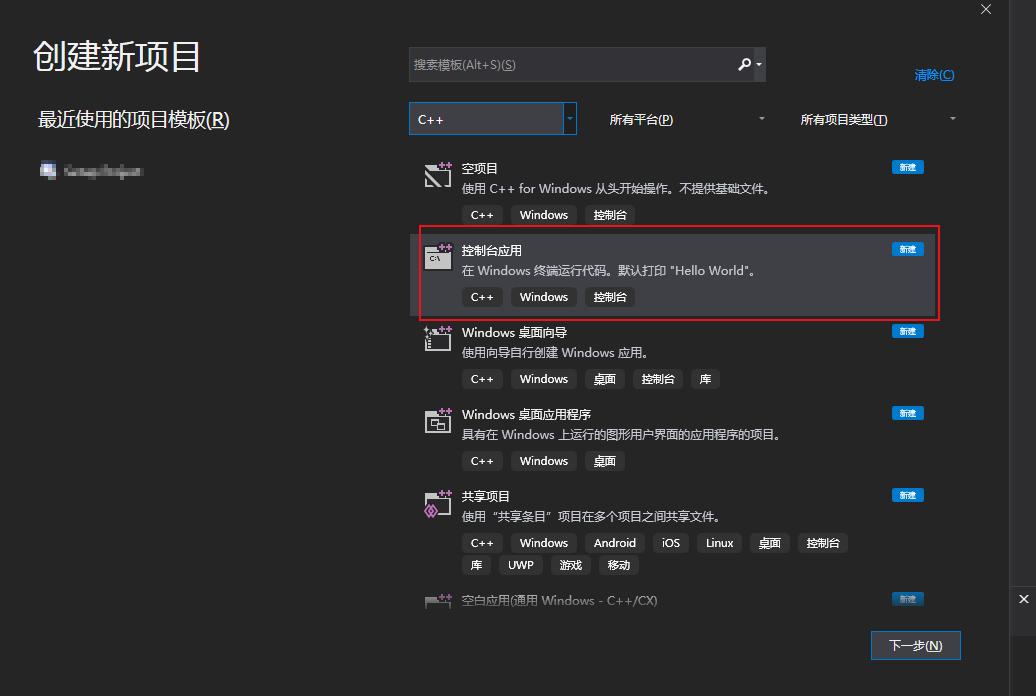 创建新项目
搜索模板(Alt+S)(S)
清除(C)
最近使用的项目模板(R)
C++
所有平台(P)
所有项目类型(T)
空项目
新建
使用 C++ for Windows 从头开始操作。不提供基础文件。
C++ Windows 控制台
控制台应用
新建
C:\
在 Windows 终端运行代码。默认打印 "Hello World"。
C++ Windows 控制台
Windows 桌面向导
新建
使用向导自行创建 Windows 应用。
C++ Windows 桌面 控制台 库
Windows 桌面应用程序
新建
具有在 Windows 上运行的图形用户界面的应用程序的项目。
C++ Windows 桌面
共享项目
新建
使用“共享条目”项目在多个项目之间共享文件。
C++ Windows Android iOS Linux 桌面 控制台
库 UWP 游戏 移动
空白应用(通用 Windows - C++/CX)
新建
下一步(N)